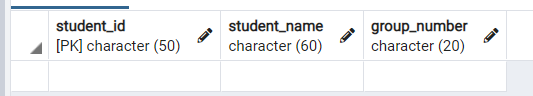 student_id student_name group_number
[PK] character (50) character (60) character (20)